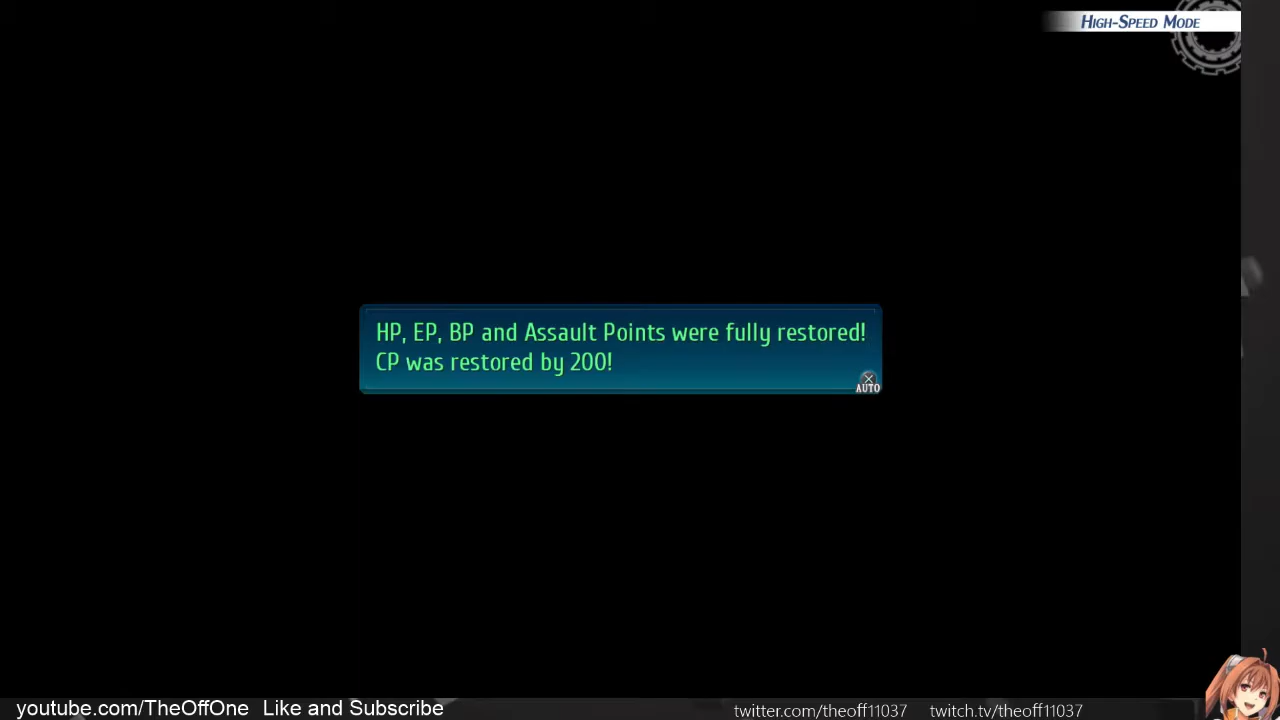 HIGH-SPEED MODE
HP, EP, BP and Assault Points were fully restored!
CP was restored by 200!
AUTO
youtube.com/TheOffOne Like and Subscribe
twitter.com/theoff11037 twitch.tv/theoff11037